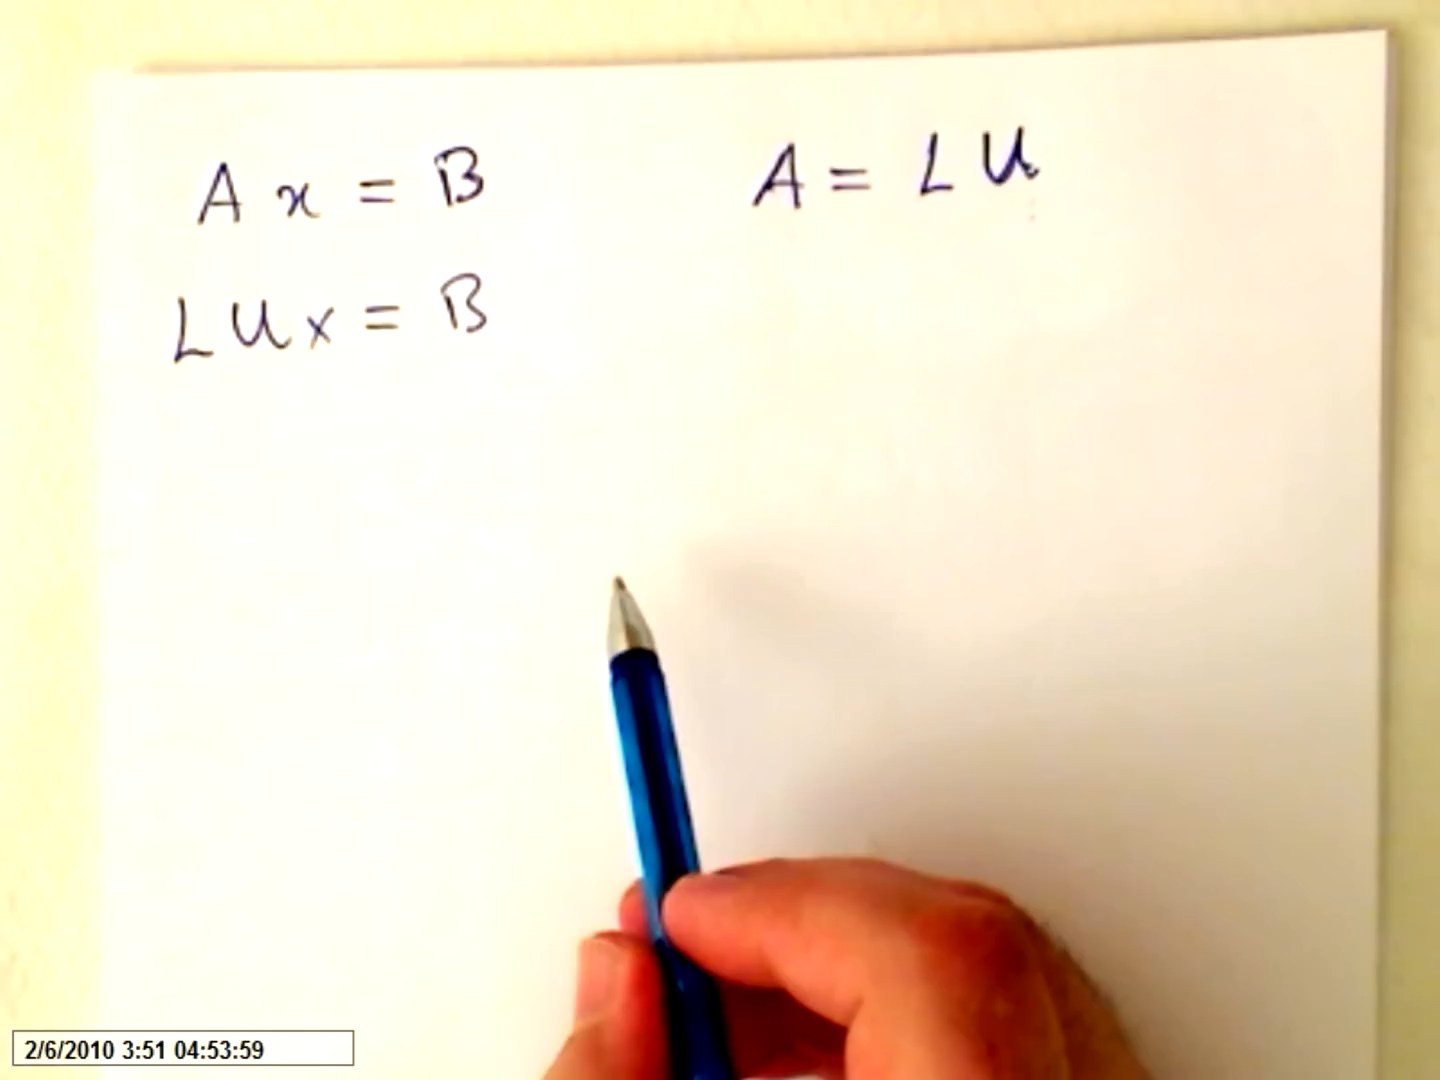 A x = B
A = L U
L U x = B
2/6/2010 3:51 04:53:59